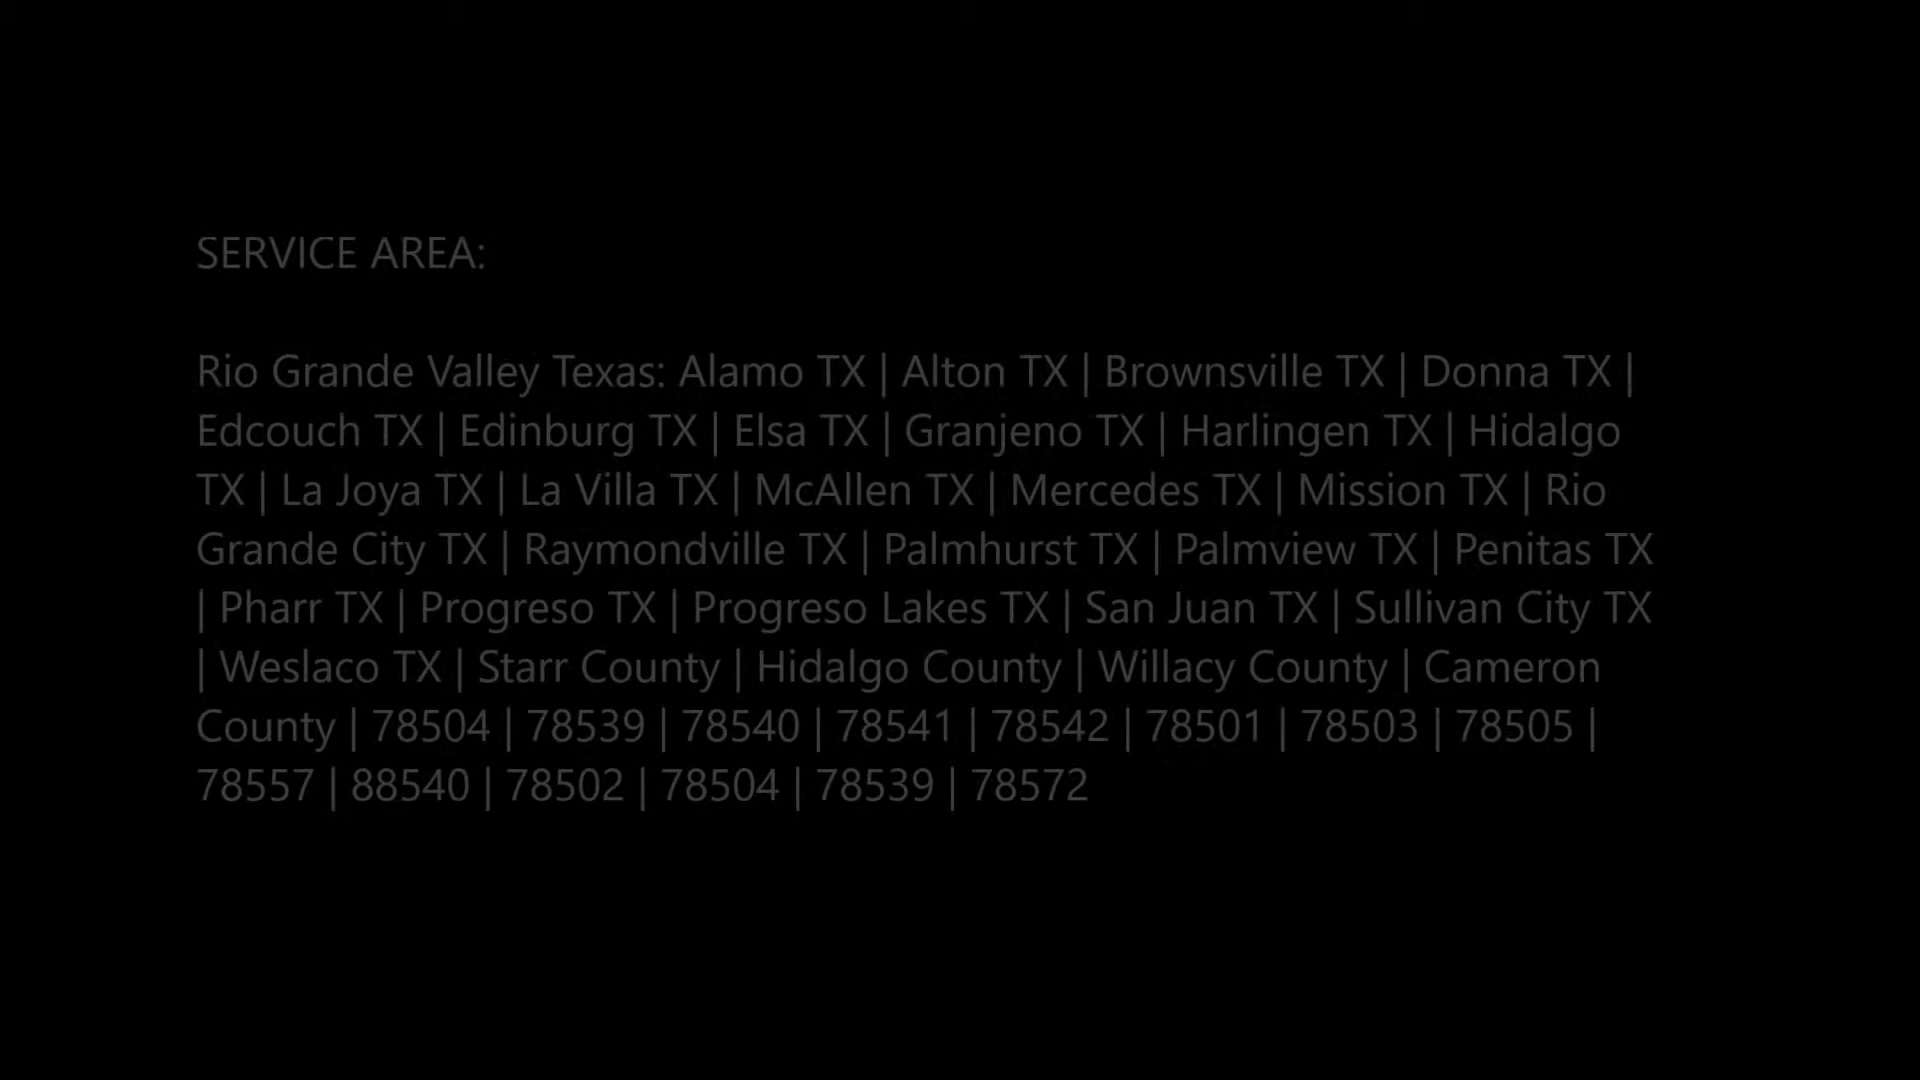 SERVICE AREA:
Rio Grande Valley Texas: Alamo TX | Alton TX | Brownsville TX | Donna TX |
Edcouch TX | Edinburg TX | Elsa TX | Granjeno TX | Harlingen TX | Hidalgo
TX | La Joya TX | La Villa TX | McAllen TX | Mercedes TX | Mission TX | Rio
Grande City TX | Raymondville TX | Palmhurst TX | Palmview TX | Penitas TX
| Pharr TX | Progreso TX | Progreso Lakes TX | San Juan TX | Sullivan City TX
| Weslaco TX | Starr County | Hidalgo County | Willacy County | Cameron
County | 78504 | 78539 | 78540 | 78541 | 78542 | 78501 | 78503 | 78505 |
78557 | 88540 | 78502 | 78504 | 78539 | 78572